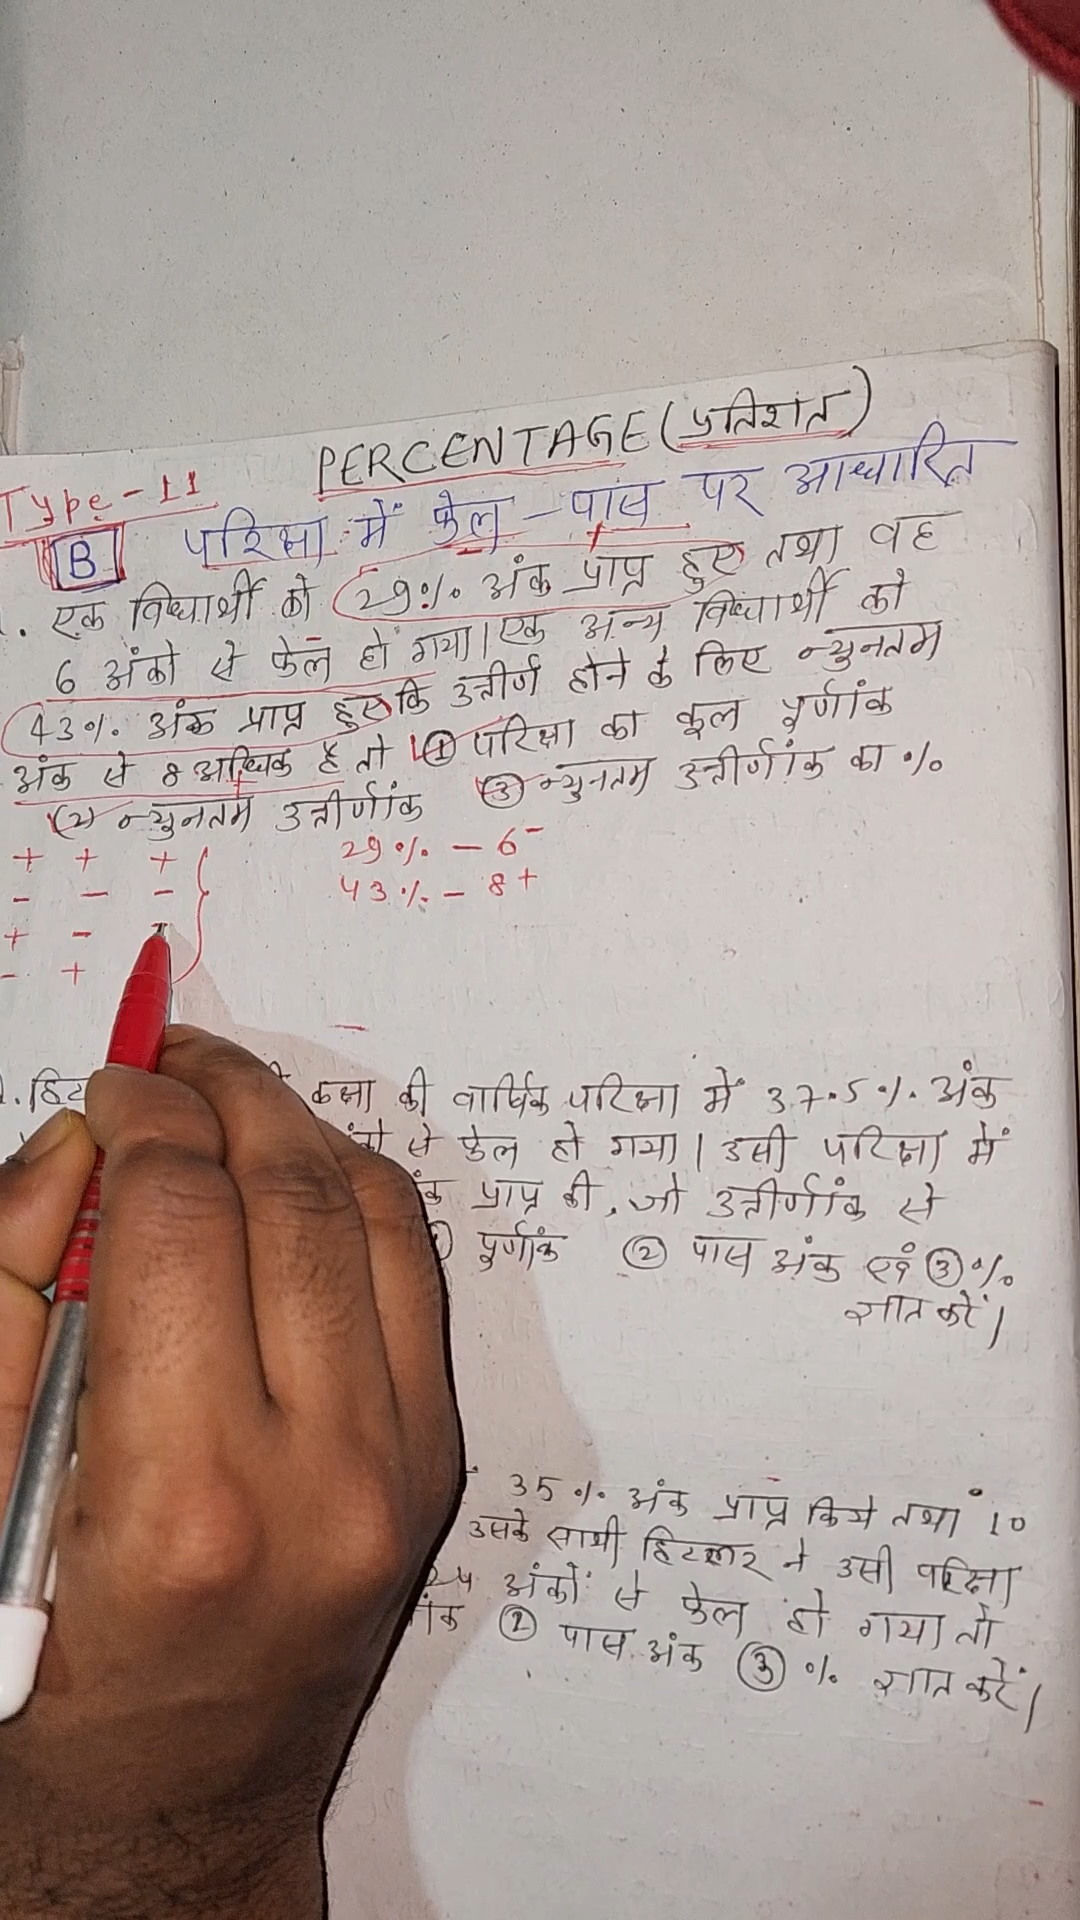 PERCENTAGE (प्रतिशत)
Type-11
B परिक्षा में फेल-पास पर आधारित
एक विधार्थी को 29% अंक प्राप्त हुए तथा वह
6 अंको से फेल हो गया। एक अन्य विधार्थी को
43% अंक प्राप्त हुए कि उत्तीर्ण होने के लिए न्युनतम
अंक से 8 अधिक है तो ① परिक्षा का कुल पूर्णांक
(2) न्युनतम उत्तीर्णांक ③ न्युनतम उत्तीर्णांक का %
+ + + 29% - 6-
- - - 43% - 8+
+ - -
- +
कक्षा की वार्षिक परिक्षा में 37.5% अंक
से फेल हो गया। उसी परिक्षा में
प्राप्त की, जो उत्तीर्णांक से
पूर्णांक ② पास अंक एवं ③ %
ज्ञात करें।
35% अंक प्राप्त किये तथा 10
उसके साथी हिटलर ने उसी परिक्षा
अंकों से फेल हो गया तो
② पास अंक ③ % ज्ञात करें।